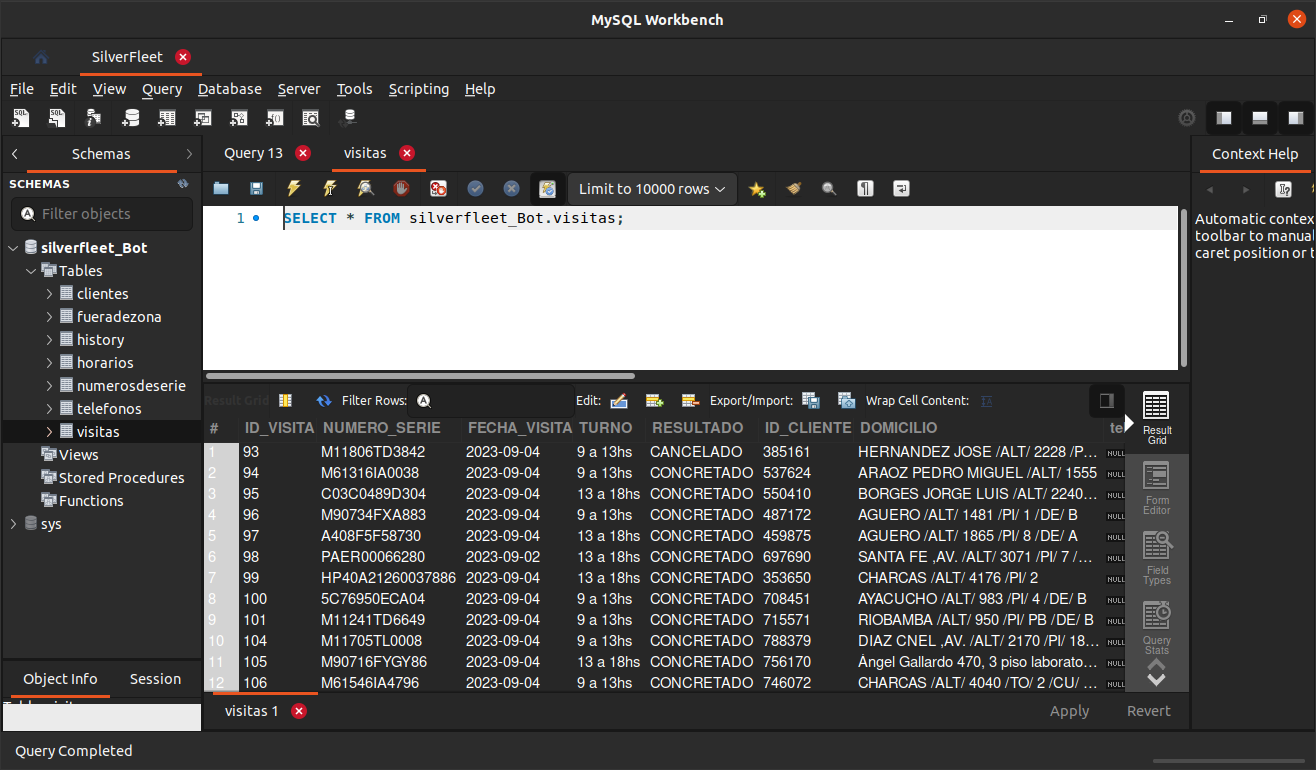 MySQL Workbench
SilverFleet
File Edit View Query Database Server Tools Scripting Help
Schemas
SCHEMAS
Filter objects
silverfleet_Bot
Tables
clientes
fueradezona
history
horarios
numerosdeserie
telefonos
visitas
Views
Stored Procedures
Functions
sys
Object Info Session
Query 13 visitas
Limit to 10000 rows
1 SELECT * FROM silverfleet_Bot.visitas;
Result Grid Filter Rows: Edit: Export/Import: Wrap Cell Content:
# ID_VISITA NUMERO_SERIE FECHA_VISITA TURNO RESULTADO ID_CLIENTE DOMICILIO te
1 93 M11806TD3842 2023-09-04 9 a 13hs CANCELADO 385161 HERNANDEZ JOSE /ALT/ 2228 /P... NULL
2 94 M61316IA0038 2023-09-04 9 a 13hs CONCRETADO 537624 ARAOZ PEDRO MIGUEL /ALT/ 1555 NULL
3 95 C03C0489D304 2023-09-04 13 a 18hs CONCRETADO 550410 BORGES JORGE LUIS /ALT/ 2240... NULL
4 96 M90734FXA883 2023-09-04 9 a 13hs CONCRETADO 487172 AGUERO /ALT/ 1481 /PI/ 1 /DE/ B NULL
5 97 A408F5F58730 2023-09-04 13 a 18hs CONCRETADO 459875 AGUERO /ALT/ 1865 /PI/ 8 /DE/ A NULL
6 98 PAER00066280 2023-09-02 13 a 18hs CONCRETADO 697690 SANTA FE ,AV. /ALT/ 3071 /PI/ 7 /... NULL
7 99 HP40A21260037886 2023-09-04 13 a 18hs CONCRETADO 353650 CHARCAS /ALT/ 4176 /PI/ 2 NULL
8 100 5C76950ECA04 2023-09-04 9 a 13hs CONCRETADO 708451 AYACUCHO /ALT/ 983 /PI/ 4 /DE/ B NULL
9 101 M11241TD6649 2023-09-04 9 a 13hs CONCRETADO 715571 RIOBAMBA /ALT/ 950 /PI/ PB /DE/ B NULL
10 104 M11705TL0008 2023-09-04 9 a 13hs CONCRETADO 788379 DIAZ CNEL ,AV. /ALT/ 2170 /PI/ 18... NULL
11 105 M90716FYGY86 2023-09-04 13 a 18hs CONCRETADO 756170 Ángel Gallardo 470, 3 piso laborato... NULL
12 106 M61546IA4796 2023-09-04 9 a 13hs CONCRETADO 746072 CHARCAS /ALT/ 4040 /TO/ 2 /CU/ ... NULL
Result
Grid
Form
Editor
Field
Types
Query
Stats
visitas 1 Apply Revert
Context Help
Automatic contex
toolbar to manual
caret position or t
Query Completed